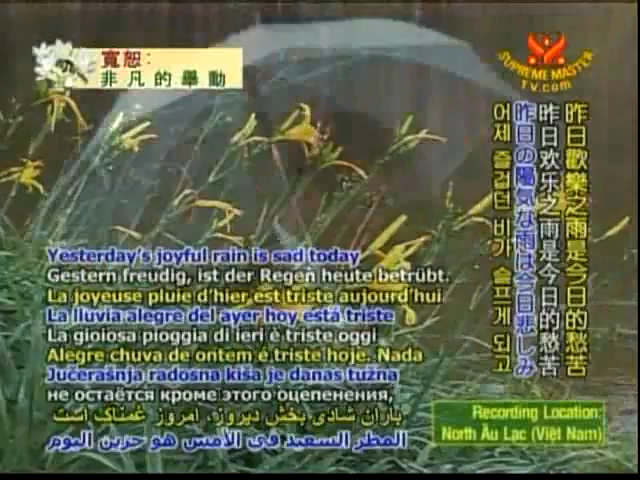 寬恕:
非凡的舉動
SUPREME MASTER
TV.com
昨日歡樂之雨是今日的愁苦
昨日欢乐之雨是今日的愁苦
昨日の陽気な雨は今日悲しみ
어제 즐겁던 비가 슬프게 되고
Yesterday's joyful rain is sad today
Gestern freudig, ist der Regen heute betrübt.
La joyeuse pluie d'hier est triste aujourd'hui
La lluvia alegre del ayer hoy está triste
La gioiosa pioggia di ieri è triste oggi
Alegre chuva de ontem é triste hoje. Nada
Jučerašnja radosna kiša je danas tužna
не остаётся кроме этого оцепенения,
باران شادی بخش دیروز، امروز غمناک است
المطر السعيد في الأمس هو حزين اليوم
Recording Location:
North Âu Lạc (Việt Nam)